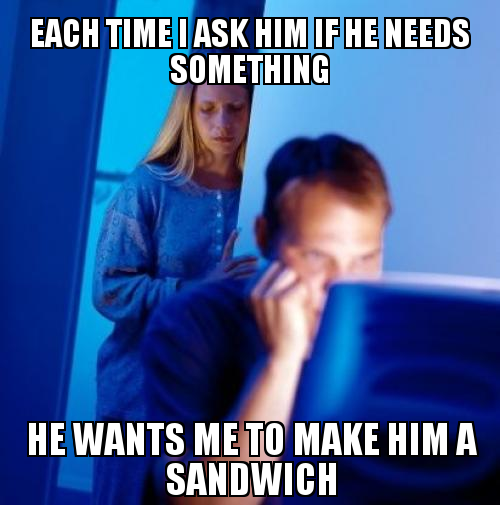 EACH TIME I ASK HIM IF HE NEEDS
SOMETHING
HE WANTS ME TO MAKE HIM A
SANDWICH